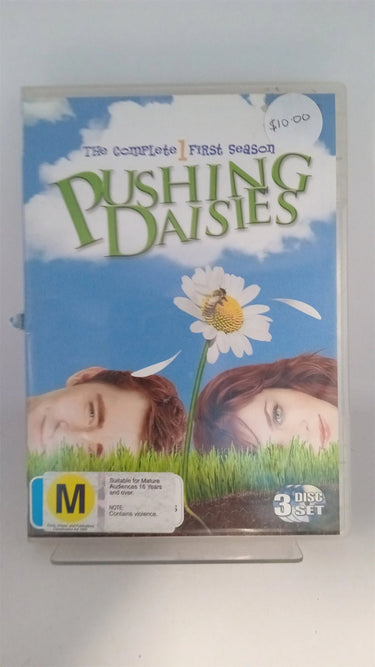 $10.00
The Complete 1 First Season
PUSHING
DAISIES
M
Suitable for Mature
Audiences 16 Years
and over.
NOTE:
Contains violence.
3 DISC
SET